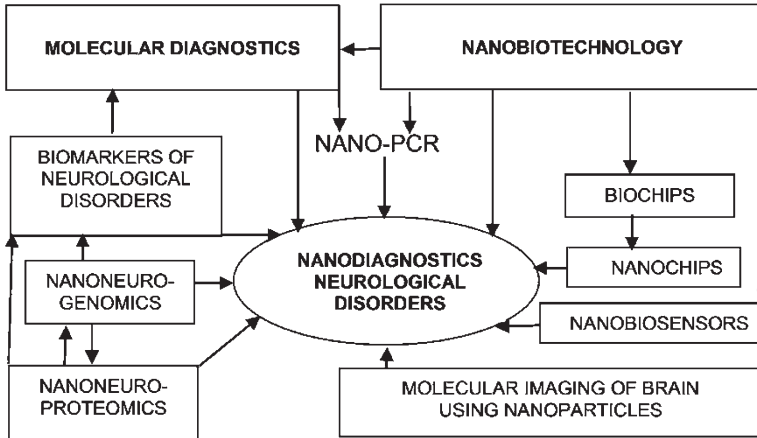 MOLECULAR DIAGNOSTICS
NANOBIOTECHNOLOGY
NANO-PCR
BIOMARKERS OF
NEUROLOGICAL
DISORDERS
BIOCHIPS
NANODIAGNOSTICS
NEUROLOGICAL
DISORDERS
NANOCHIPS
NANONEURO-
GENOMICS
NANOBIOSENSORS
NANONEURO-
PROTEOMICS
MOLECULAR IMAGING OF BRAIN
USING NANOPARTICLES